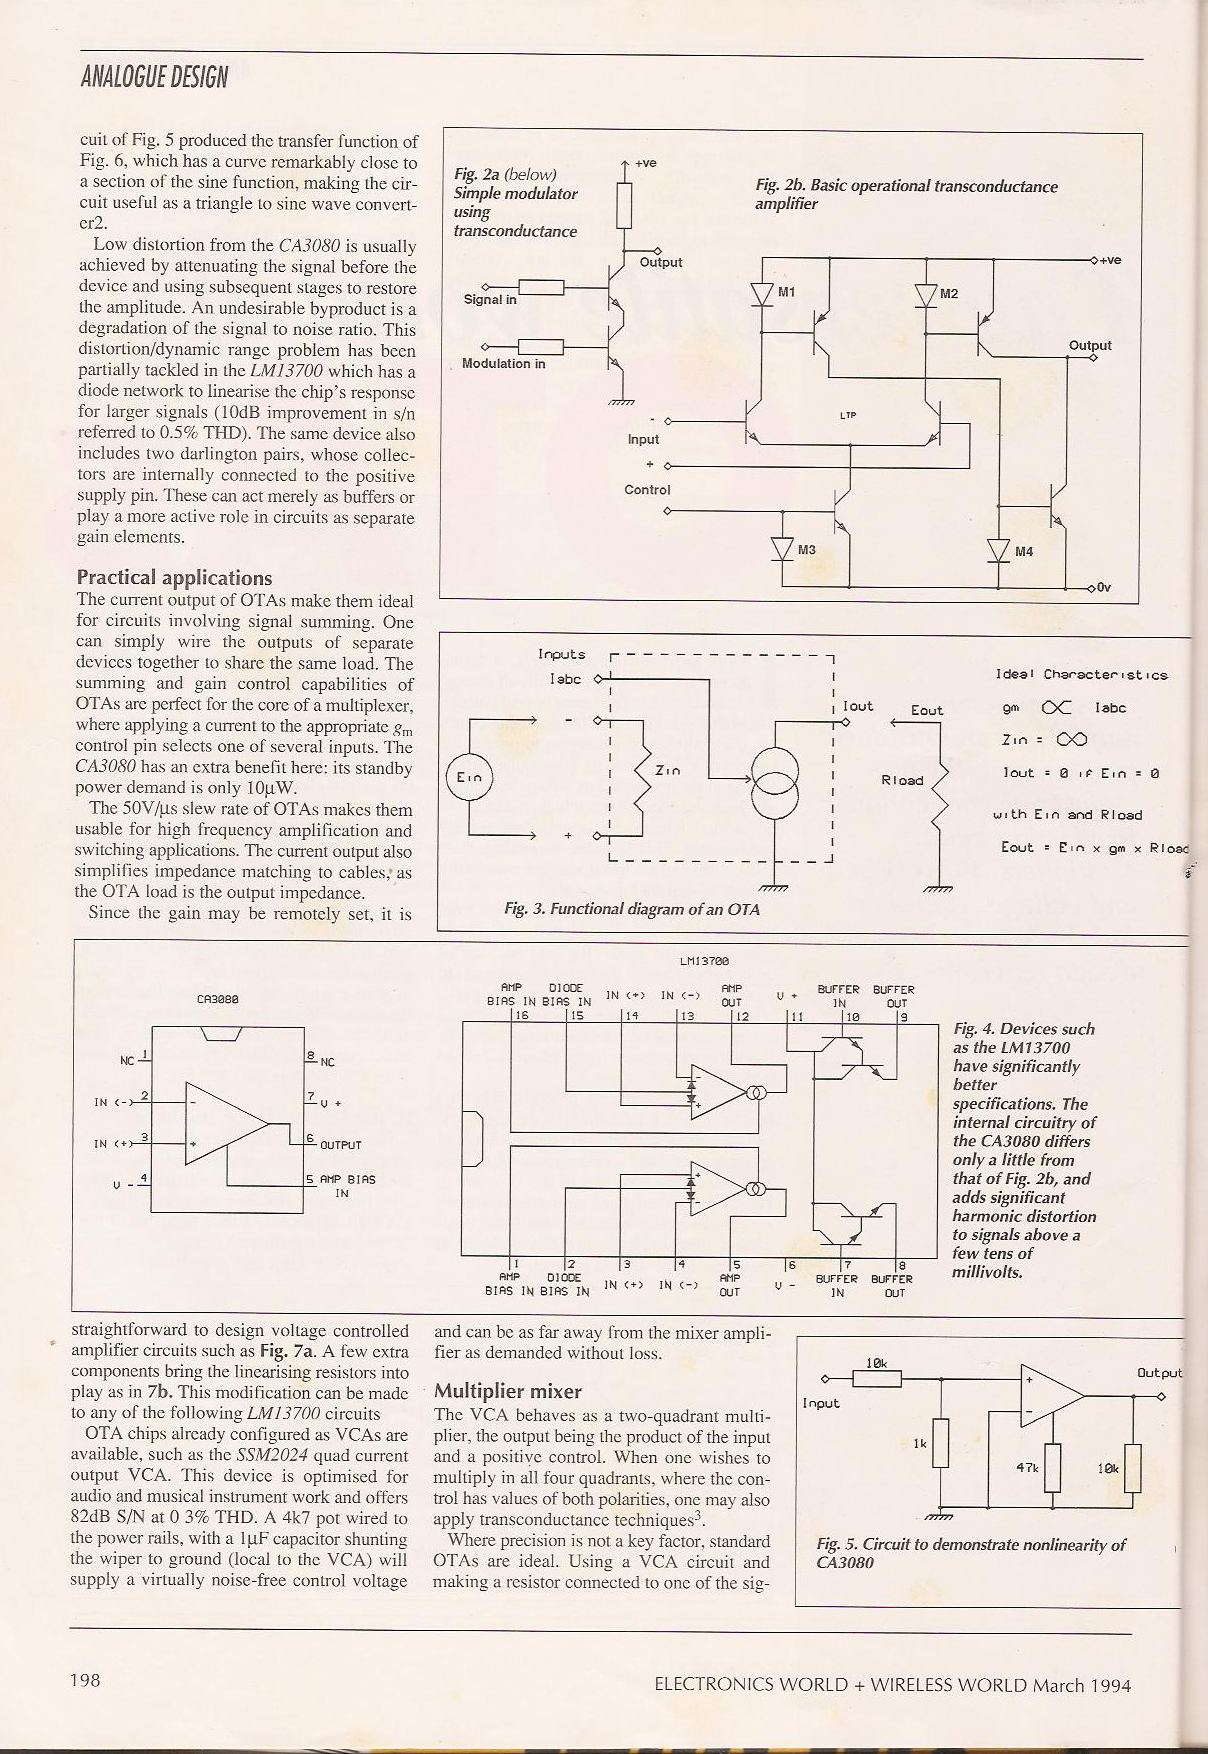 ANALOGUE DESIGN
cuit of Fig. 5 produced the transfer function of
Fig. 6, which has a curve remarkably close to
a section of the sine function, making the cir-
cuit useful as a triangle to sine wave convert-
er2.
Low distortion from the CA3080 is usually
achieved by attenuating the signal before the
device and using subsequent stages to restore
the amplitude. An undesirable byproduct is a
degradation of the signal to noise ratio. This
distortion/dynamic range problem has been
partially tackled in the LM13700 which has a
diode network to linearise the chip's response
for larger signals (10dB improvement in s/n
referred to 0.5% THD). The same device also
includes two darlington pairs, whose collec-
tors are internally connected to the positive
supply pin. These can act merely as buffers or
play a more active role in circuits as separate
gain elements.
Practical applications
The current output of OTAs make them ideal
for circuits involving signal summing. One
can simply wire the outputs of separate
devices together to share the same load. The
summing and gain control capabilities of
OTAs are perfect for the core of a multiplexer,
where applying a current to the appropriate gm
control pin selects one of several inputs. The
CA3080 has an extra benefit here: its standby
power demand is only 10µW.
The 50V/µs slew rate of OTAs makes them
usable for high frequency amplification and
switching applications. The current output also
simplifies impedance matching to cables, as
the OTA load is the output impedance.
Since the gain may be remotely set, it is
Fig. 2a (below)
Simple modulator
using
transconductance
+ve
Output
Signal in
Modulation in
Fig. 2b. Basic operational transconductance
amplifier
+ve
M1
M2
Output
LTP
-
Input
+
Control
M3
M4
0v
Inputs
Iabc
-
Ein
Zin
+
Iout
Eout
Rload
Ideal Characteristics
gm ∝ Iabc
Zin = ∞
Iout = 0 if Ein = 0
with Ein and Rload
Eout = Ein x gm x Rload
Fig. 3. Functional diagram of an OTA
CA3080
NC 1
8 NC
IN (-) 2
7 V +
IN (+) 3
6 OUTPUT
V - 4
5 AMP BIAS
IN
-
+
LM13700
AMP DIODE IN (+) IN (-) AMP V + BUFFER BUFFER
BIAS IN BIAS IN OUT IN OUT
16 15 14 13 12 11 10 9
-
+
+
-
1 2 3 4 5 6 7 8
AMP DIODE IN (+) IN (-) AMP V - BUFFER BUFFER
BIAS IN BIAS IN OUT IN OUT
Fig. 4. Devices such
as the LM13700
have significantly
better
specifications. The
internal circuitry of
the CA3080 differs
only a little from
that of Fig. 2b, and
adds significant
harmonic distortion
to signals above a
few tens of
millivolts.
straightforward to design voltage controlled
amplifier circuits such as Fig. 7a. A few extra
components bring the linearising resistors into
play as in 7b. This modification can be made
to any of the following LM13700 circuits
OTA chips already configured as VCAs are
available, such as the SSM2024 quad current
output VCA. This device is optimised for
audio and musical instrument work and offers
82dB S/N at 0 3% THD. A 4k7 pot wired to
the power rails, with a 1µF capacitor shunting
the wiper to ground (local to the VCA) will
supply a virtually noise-free control voltage
and can be as far away from the mixer ampli-
fier as demanded without loss.
Multiplier mixer
The VCA behaves as a two-quadrant multi-
plier, the output being the product of the input
and a positive control. When one wishes to
multiply in all four quadrants, where the con-
trol has values of both polarities, one may also
apply transconductance techniques³.
Where precision is not a key factor, standard
OTAs are ideal. Using a VCA circuit and
making a resistor connected to one of the sig-
10k
Input
Output
+
-
1k
47k
10k
Fig. 5. Circuit to demonstrate nonlinearity of
CA3080
198
ELECTRONICS WORLD + WIRELESS WORLD March 1994